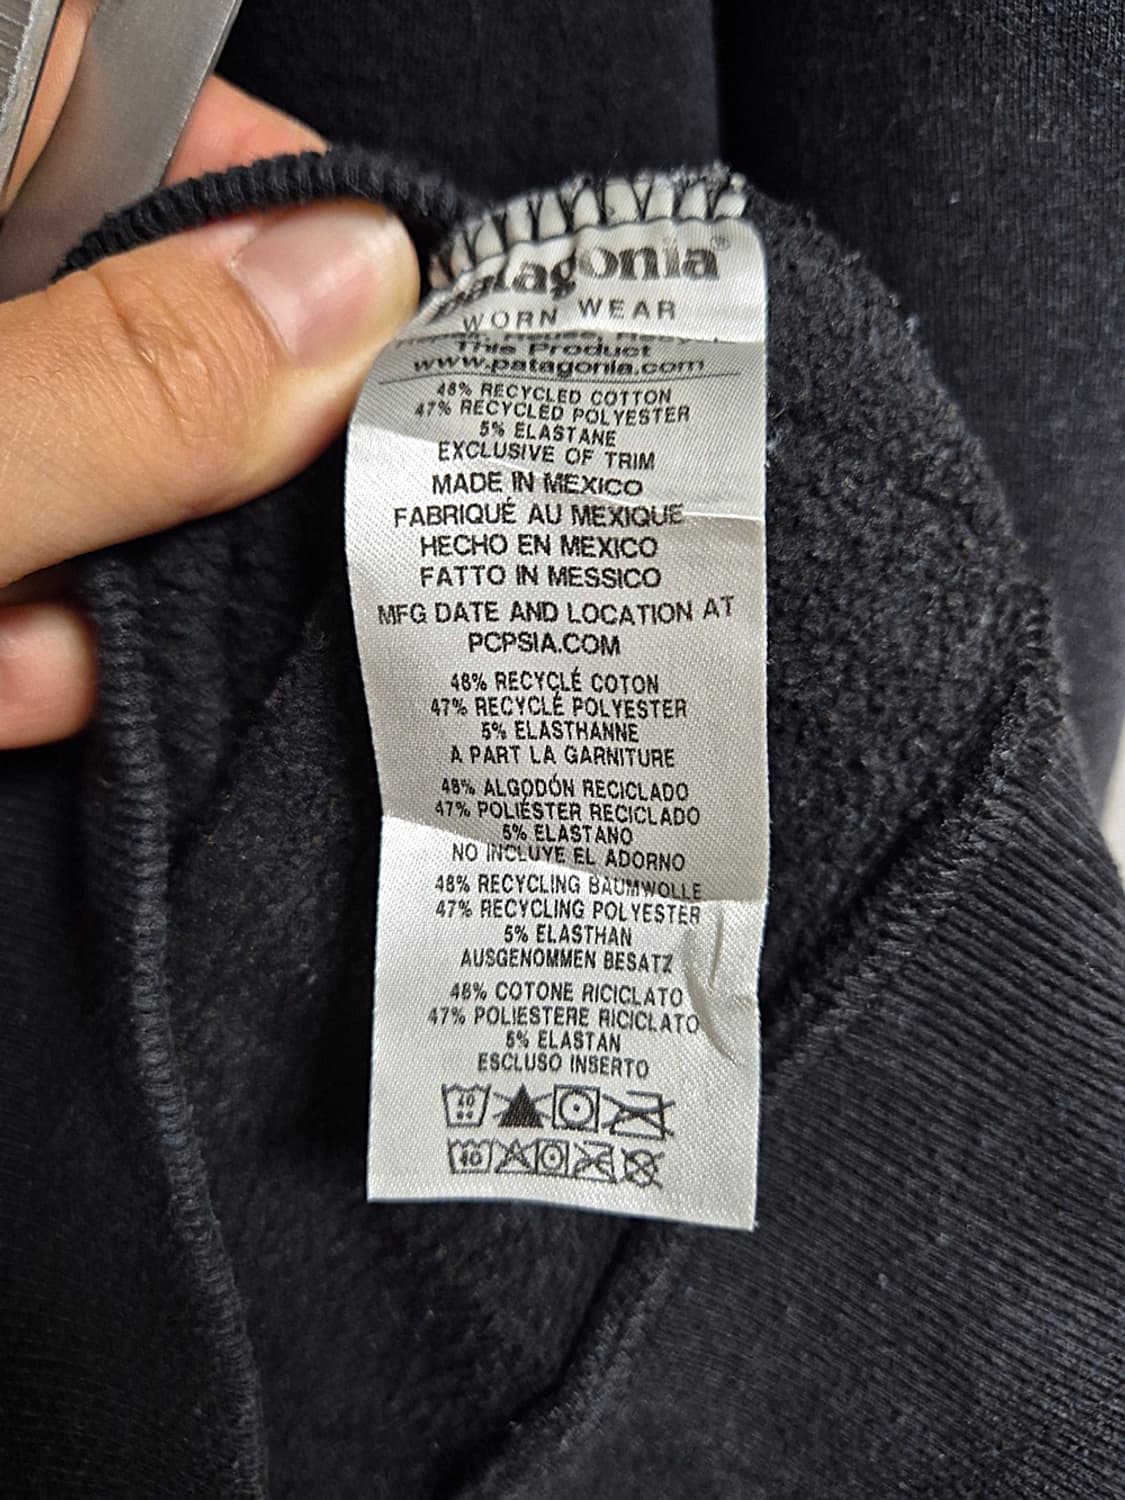 patagonia®
WORN WEAR
This Product
www.patagonia.com
48% RECYCLED COTTON
47% RECYCLED POLYESTER
5% ELASTANE
EXCLUSIVE OF TRIM
MADE IN MEXICO
FABRIQUÉ AU MEXIQUE
HECHO EN MEXICO
FATTO IN MESSICO
MFG DATE AND LOCATION AT
PCPSIA.COM
48% RECYCLÉ COTON
47% RECYCLÉ POLYESTER
5% ELASTHANNE
A PART LA GARNITURE
48% ALGODÓN RECICLADO
47% POLIÉSTER RECICLADO
5% ELASTANO
NO INCLUYE EL ADORNO
48% RECYCLING BAUMWOLLE
47% RECYCLING POLYESTER
5% ELASTHAN
AUSGENOMMEN BESATZ
48% COTONE RICICLATO
47% POLIESTERE RICICLATO
5% ELASTAN
ESCLUSO INSERTO
40
40